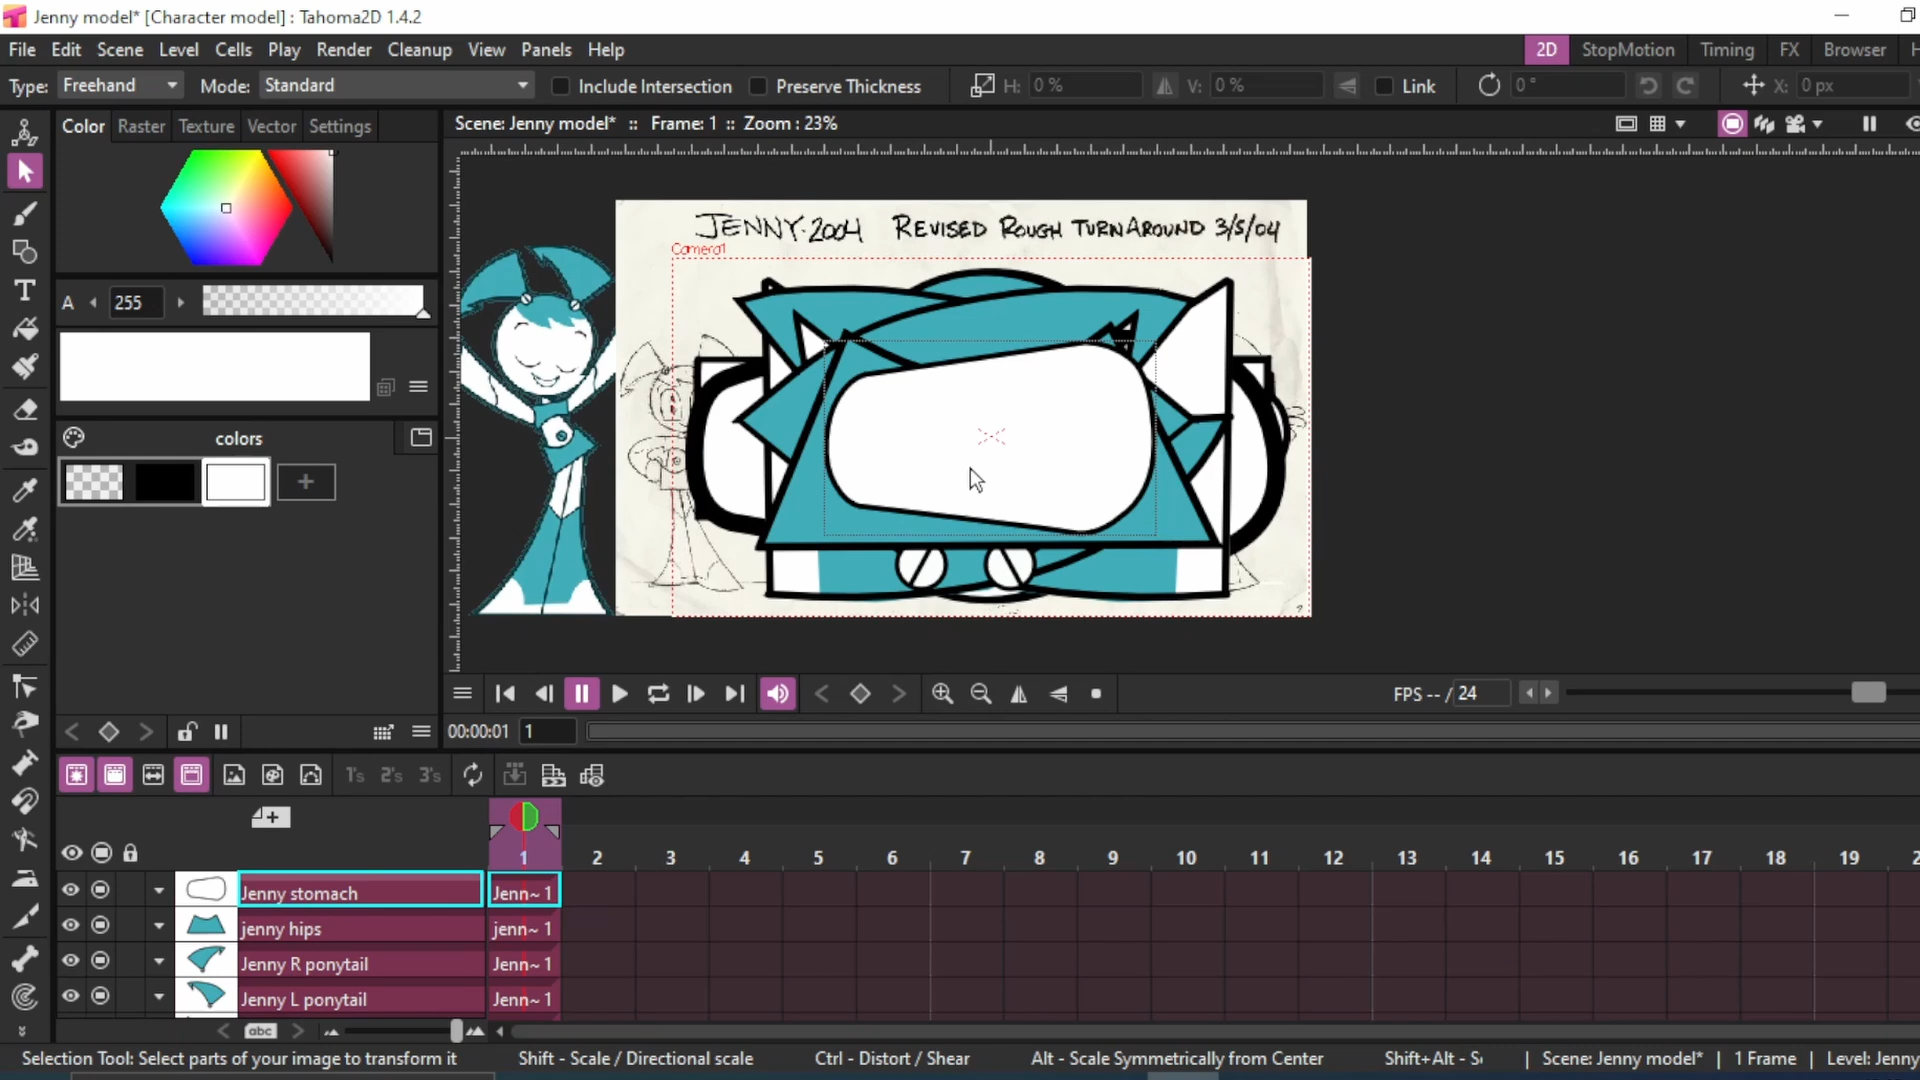 Jenny model* [Character model] : Tahoma2D 1.4.2
File Edit Scene Level Cells Play Render Cleanup View Panels Help
2D StopMotion Timing FX Browser
Type: Freehand Mode: Standard Include Intersection Preserve Thickness H: 0 % V: 0 % Link 0 ° X: 0 px
Color Raster Texture Vector Settings
Scene: Jenny model* :: Frame: 1 :: Zoom : 23%
JENNY-2004 REVISED ROUGH TURNAROUND 3/5/04
Camera1
A 255
colors
FPS -- / 24
00:00:01 1
1's 2's 3's
1 2 3 4 5 6 7 8 9 10 11 12 13 14 15 16 17 18 19
Jenny stomach Jenn~ 1
jenny hips jenn~ 1
Jenny R ponytail Jenn~ 1
Jenny L ponytail Jenn~ 1
abc
Selection Tool: Select parts of your image to transform it Shift - Scale / Directional scale Ctrl - Distort / Shear Alt - Scale Symmetrically from Center Shift+Alt - | Scene: Jenny model* | 1 Frame | Level: Jenny